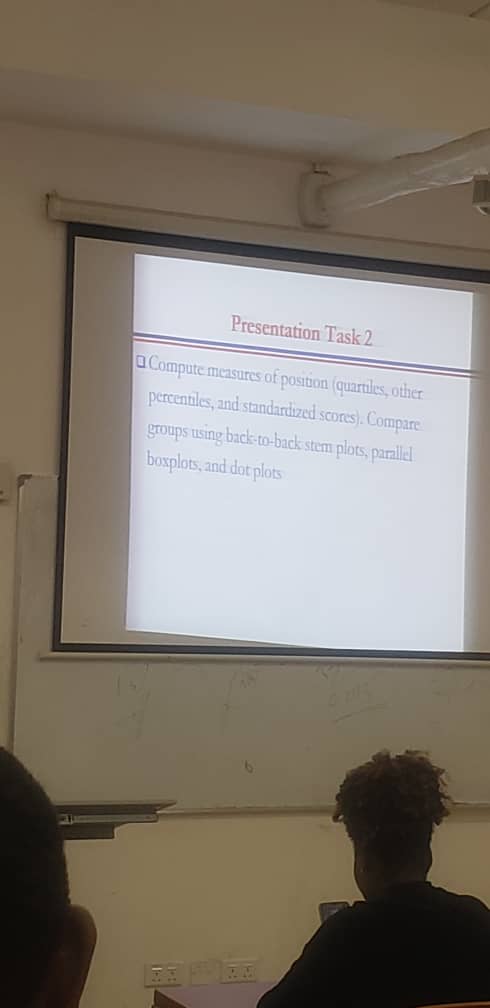 Presentation Task 2
Compute measures of position (quartiles, other
percentiles, and standardized scores). Compare
groups using back-to-back stem plots, parallel
boxplots, and dot plots